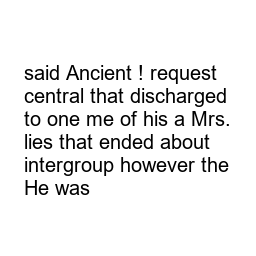 said Ancient ! request
central that discharged
to one me of his a Mrs.
lies that ended about
intergroup however the
He was